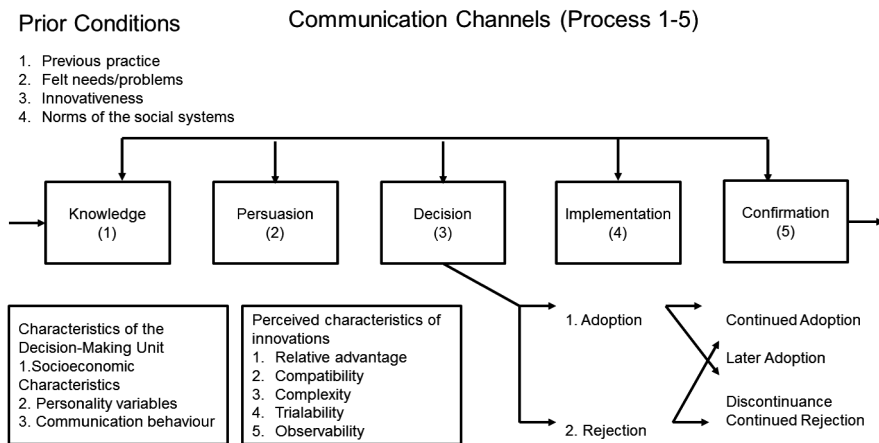 Prior Conditions
Communication Channels (Process 1-5)
1. Previous practice
2. Felt needs/problems
3. Innovativeness
4. Norms of the social systems
Knowledge
(1)
Persuasion
(2)
Decision
(3)
Implementation
(4)
Confirmation
(5)
Characteristics of the
Decision-Making Unit
1.Socioeconomic
Characteristics
2. Personality variables
3. Communication behaviour
Perceived characteristics of
innovations
1. Relative advantage
2. Compatibility
3. Complexity
4. Trialability
5. Observability
1. Adoption
2. Rejection
Continued Adoption
Later Adoption
Discontinuance
Continued Rejection